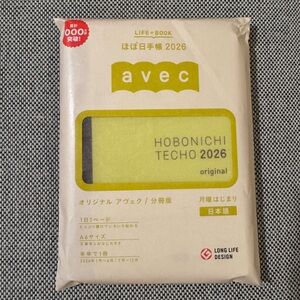 累計
000万部
突破!
LIFE の BOOK
ほぼ日手帳 2026
avec
HOBONICHI
TECHO 2026
original
オリジナル アヴェク / 分冊版
月曜はじまり
日本語
1日1ページ
A6サイズ
半年で1冊
LONG LIFE
DESIGN